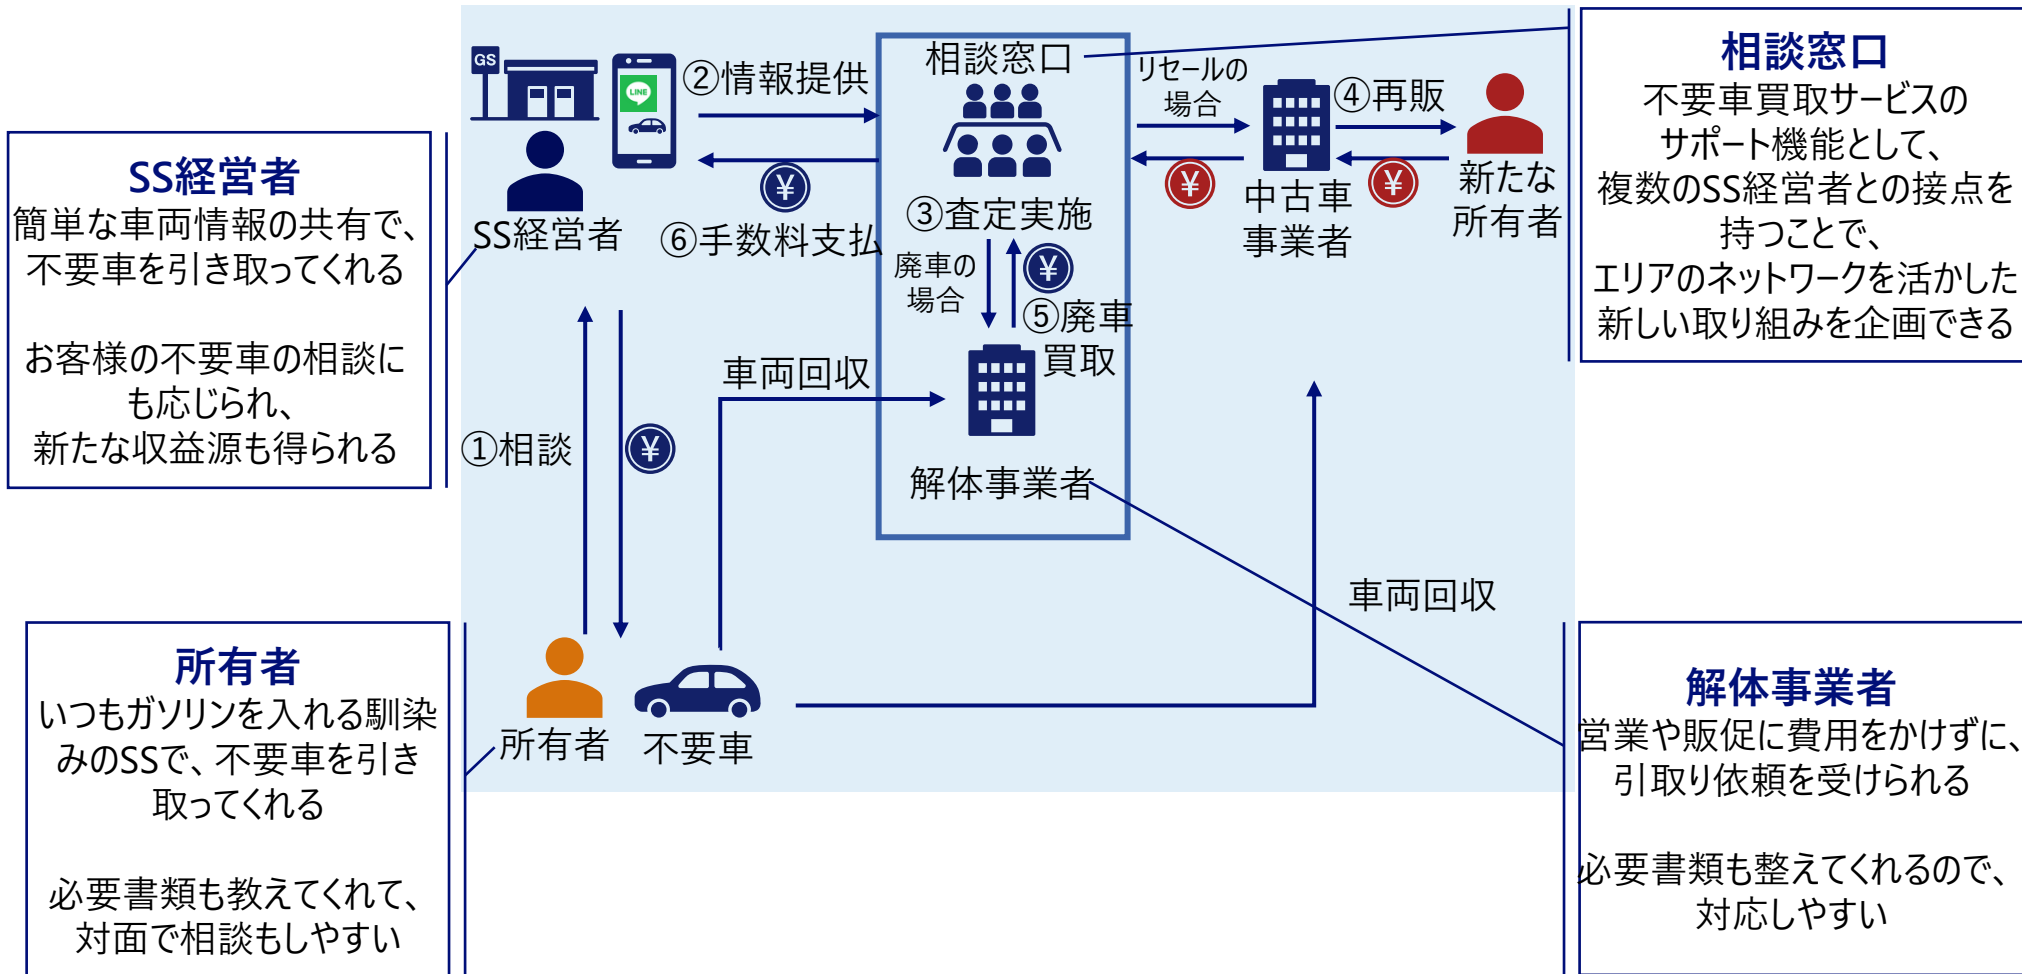 SS経営者
簡単な車両情報の共有で、
不要車を引き取ってくれる
お客様の不要車の相談に
も応じられ、
新たな収益源も得られる
所有者
いつもガソリンを入れる馴染
みのSSで、不要車を引き
取ってくれる
必要書類も教えてくれて、
対面で相談もしやすい
GS
LINE
SS経営者
②情報提供
¥
⑥手数料支払
①相談
¥
所有者
不要車
車両回収
相談窓口
③査定実施
廃車の
場合
¥
⑤廃車
買取
解体事業者
リセールの
場合
¥
中古車
事業者
④再販
¥
新たな
所有者
車両回収
相談窓口
不要車買取サービスの
サポート機能として、
複数のSS経営者との接点を
持つことで、
エリアのネットワークを活かした
新しい取り組みを企画できる
解体事業者
営業や販促に費用をかけずに、
引取り依頼を受けられる
必要書類も整えてくれるので、
対応しやすい